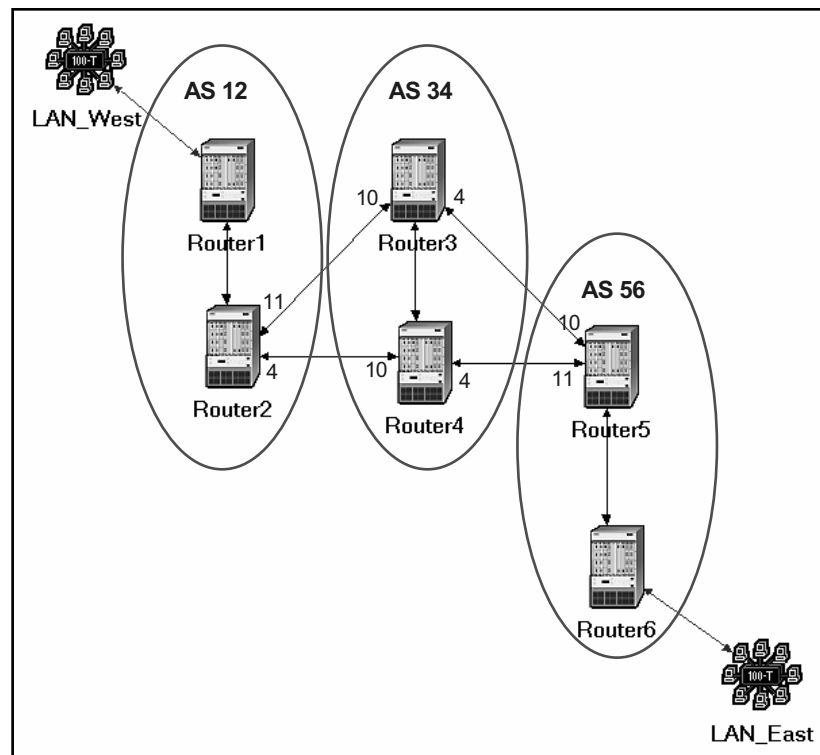 AS 12
AS 34
100-T
LAN_West
10
4
Router1
Router3
11
AS 56
10
4
10
4
11
Router2
Router4
Router5
Router6
100-T
LAN_East